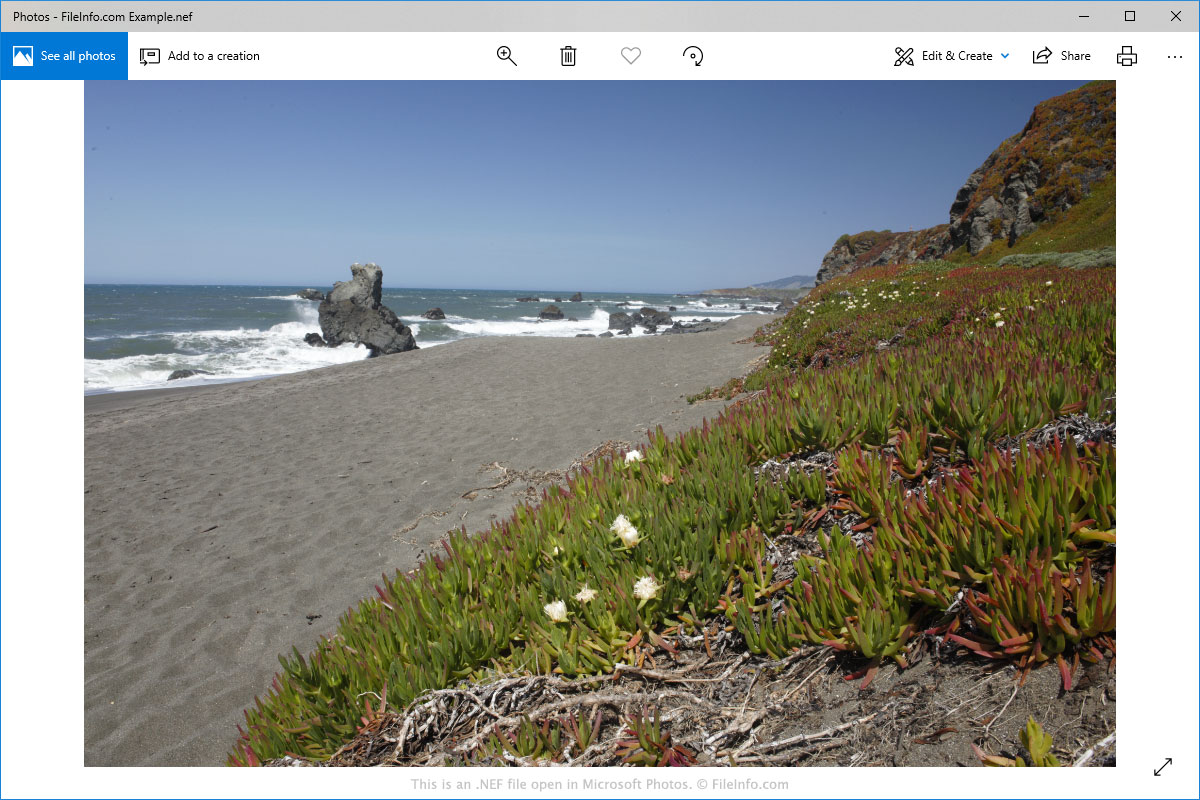 Photos - FileInfo.com Example.nef
See all photos
Add to a creation
Edit & Create
Share
This is an .NEF file open in Microsoft Photos. © FileInfo.com